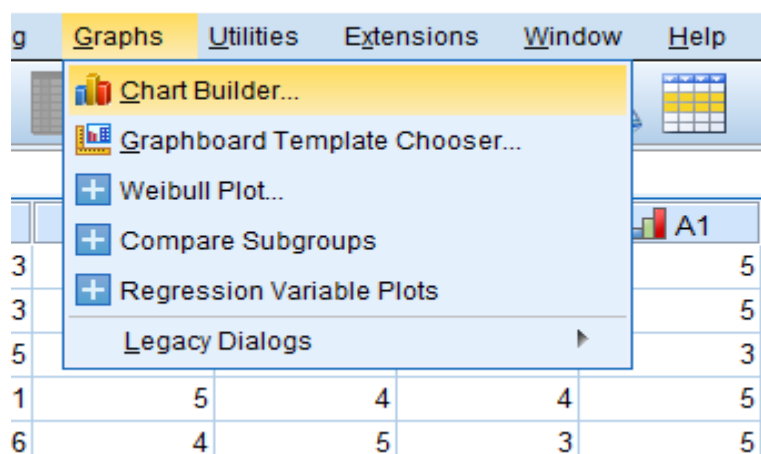 g Graphs Utilities Extensions Window Help
Chart Builder...
Graphboard Template Chooser...
Weibull Plot...
Compare Subgroups
A1
3 5
Regression Variable Plots
3 5
Legacy Dialogs
5 3
1 5 4 4 5
6 4 5 3 5